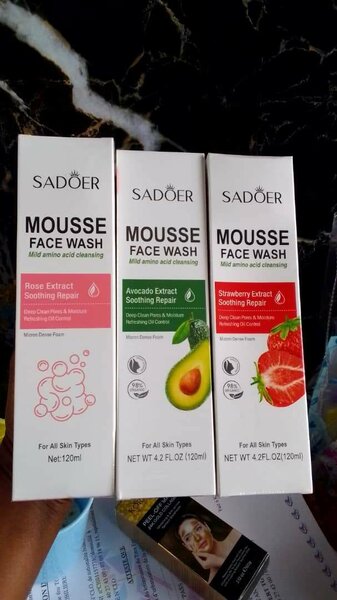 SADOER
MOUSSE
FACE WASH
Mild amino acid cleansing
Rose Extract
Soothing Repair
Deep Clean Pores & Moisture
Refreshing Oil Control
Micron Dense Foam
For All Skin Types
Net:120ml
SADOER
MOUSSE
FACE WASH
Mild amino acid cleansing
Avocado Extract
Soothing Repair
Deep Clean Pores & Moisture
Refreshing Oil Control
Micron Dense Foam
98%
For All Skin Types
NET WT 4.2 FL.OZ (120ml)
SADOER
MOUSSE
FACE WASH
Mild amino acid cleansing
Strawberry Extract
Soothing Repair
Deep Clean Pores & Moisture
Refreshing Oil Control
Micron Dense Foam
98%
For All Skin Types
NET WT 4.2FL.OZ(120ml)
PEEL-OFF